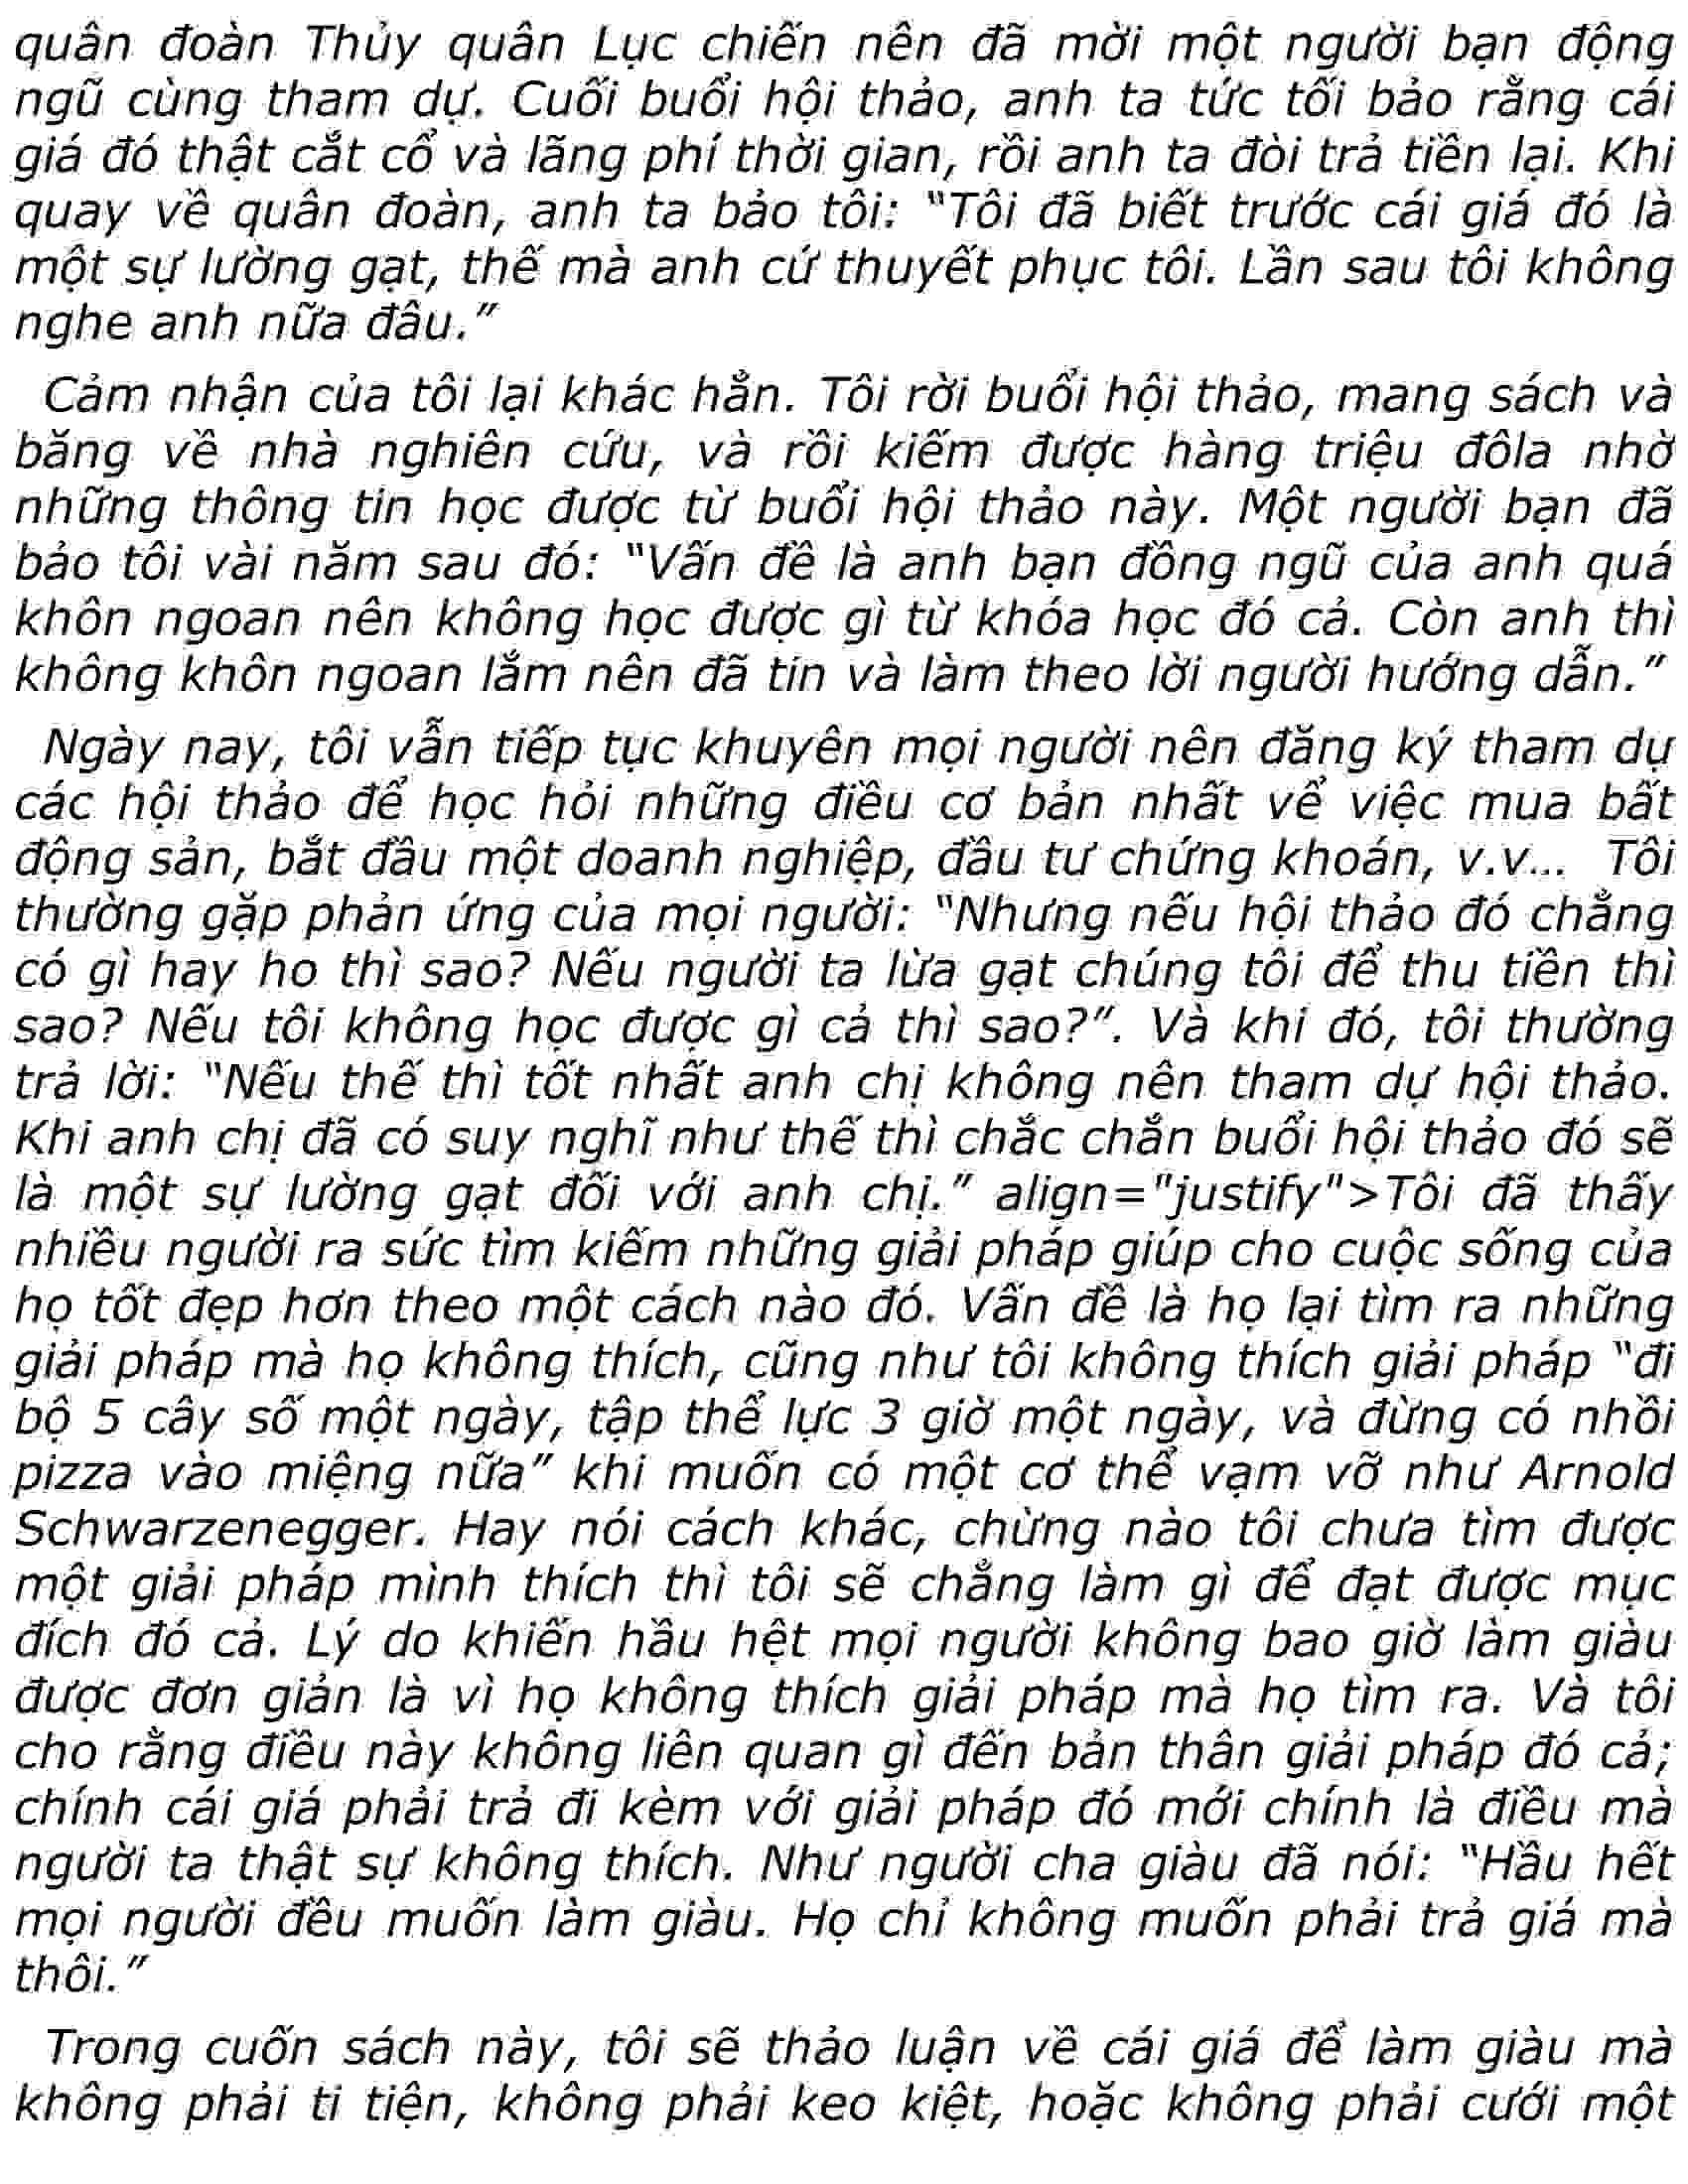 quân đoàn Thủy quân Lục chiến nên đã mời một người bạn động
ngũ cùng tham dự. Cuối buổi hội thảo, anh ta tức tối bảo rằng cái
giá đó thật cắt cổ và lãng phí thời gian, rồi anh ta đòi trả tiền lại. Khi
quay về quân đoàn, anh ta bảo tôi: “Tôi đã biết trước cái giá đó là
một sự lường gạt, thế mà anh cứ thuyết phục tôi. Lần sau tôi không
nghe anh nữa đâu.”
Cảm nhận của tôi lại khác hẳn. Tôi rời buổi hội thảo, mang sách và
băng về nhà nghiên cứu, và rồi kiếm được hàng triệu đôla nhờ
những thông tin học được từ buổi hội thảo này. Một người bạn đã
bảo tôi vài năm sau đó: “Vấn đề là anh bạn đồng ngũ của anh quá
khôn ngoan nên không học được gì từ khóa học đó cả. Còn anh thì
không khôn ngoan lắm nên đã tin và làm theo lời người hướng dẫn.”
Ngày nay, tôi vẫn tiếp tục khuyên mọi người nên đăng ký tham dự
các hội thảo để học hỏi những điều cơ bản nhất vể việc mua bất
động sản, bắt đầu một doanh nghiệp, đầu tư chứng khoán, v.v... Tôi
thường gặp phản ứng của mọi người: “Nhưng nếu hội thảo đó chẳng
có gì hay ho thì sao? Nếu người ta lừa gạt chúng tôi để thu tiền thì
sao? Nếu tôi không học được gì cả thì sao?”. Và khi đó, tôi thường
trả lời: “Nếu thế thì tốt nhất anh chị không nên tham dự hội thảo.
Khi anh chị đã có suy nghĩ như thế thì chắc chắn buổi hội thảo đó sẽ
là một sự lường gạt đối với anh chị.” align="justify">Tôi đã thấy
nhiều người ra sức tìm kiếm những giải pháp giúp cho cuộc sống của
họ tốt đẹp hơn theo một cách nào đó. Vấn đề là họ lại tìm ra những
giải pháp mà họ không thích, cũng như tôi không thích giải pháp “đi
bộ 5 cây số một ngày, tập thể lực 3 giờ một ngày, và đừng có nhồi
pizza vào miệng nữa” khi muốn có một cơ thể vạm vỡ như Arnold
Schwarzenegger. Hay nói cách khác, chừng nào tôi chưa tìm được
một giải pháp mình thích thì tôi sẽ chẳng làm gì để đạt được mục
đích đó cả. Lý do khiến hầu hệt mọi người không bao giờ làm giàu
được đơn giản là vì họ không thích giải pháp mà họ tìm ra. Và tôi
cho rằng điều này không liên quan gì đến bản thân giải pháp đó cả;
chính cái giá phải trả đi kèm với giải pháp đó mới chính là điều mà
người ta thật sự không thích. Như người cha giàu đã nói: “Hầu hết
mọi người đều muốn làm giàu. Họ chỉ không muốn phải trả giá mà
thôi.”
Trong cuốn sách này, tôi sẽ thảo luận về cái giá để làm giàu mà
không phải ti tiện, không phải keo kiệt, hoặc không phải cưới một